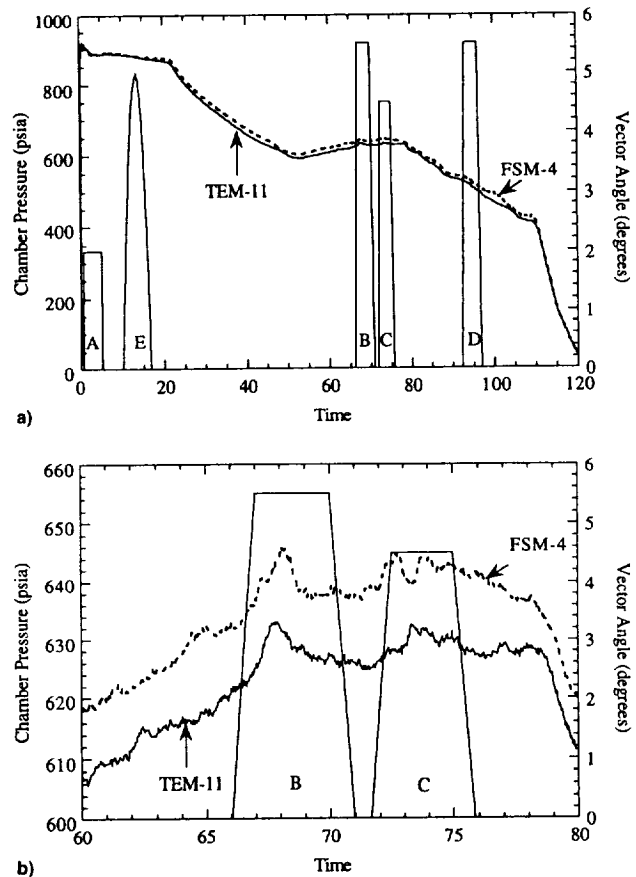 1000
800
600
400
200
0
Chamber Pressure (psia)
6
5
4
3
2
1
0
Vector Angle (degrees)
TEM-11
FSM-4
A
E
B
C
D
0
20
40
60
80
100
120
Time
a)
660
650
640
630
620
610
600
Chamber Pressure (psia)
6
5
4
3
2
1
0
Vector Angle (degrees)
FSM-4
TEM-11
B
C
60
65
70
75
80
Time
b)